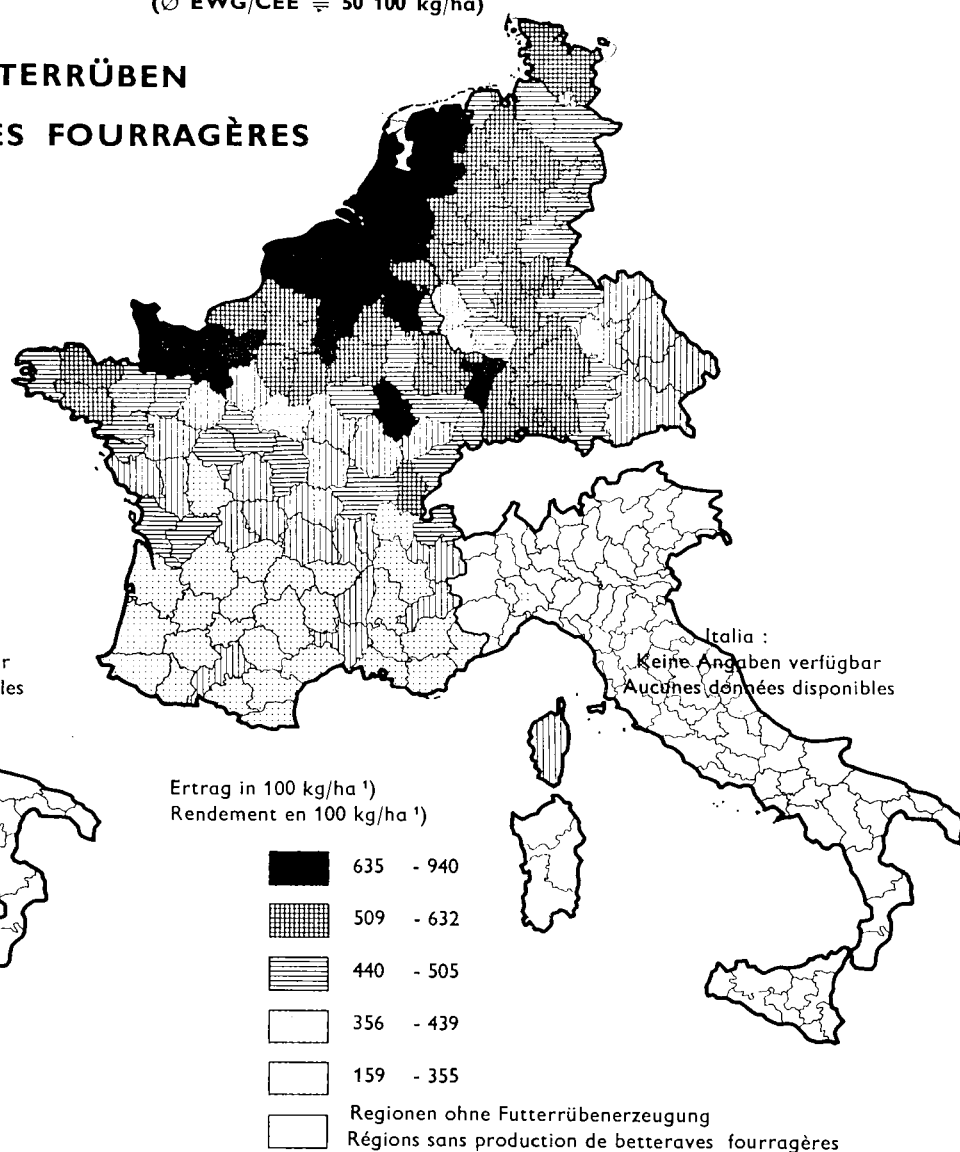 (∅ EWG/CEE ≙ 50 100 kg/ha)
TERRÜBEN
ES FOURRAGÈRES
Italia :
Keine Angaben verfügbar
Aucunes données disponibles
r
les
Ertrag in 100 kg/ha ¹)
Rendement en 100 kg/ha ¹)
635 - 940
509 - 632
440 - 505
356 - 439
159 - 355
Regionen ohne Futterrübenerzeugung
Régions sans production de betteraves fourragères